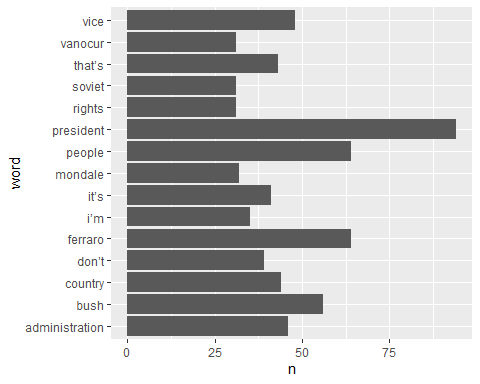 vice
vanocur
that's
soviet
rights
president
people
mondale
it's
i'm
ferraro
don't
country
bush
administration
word
0 25 50 75
n